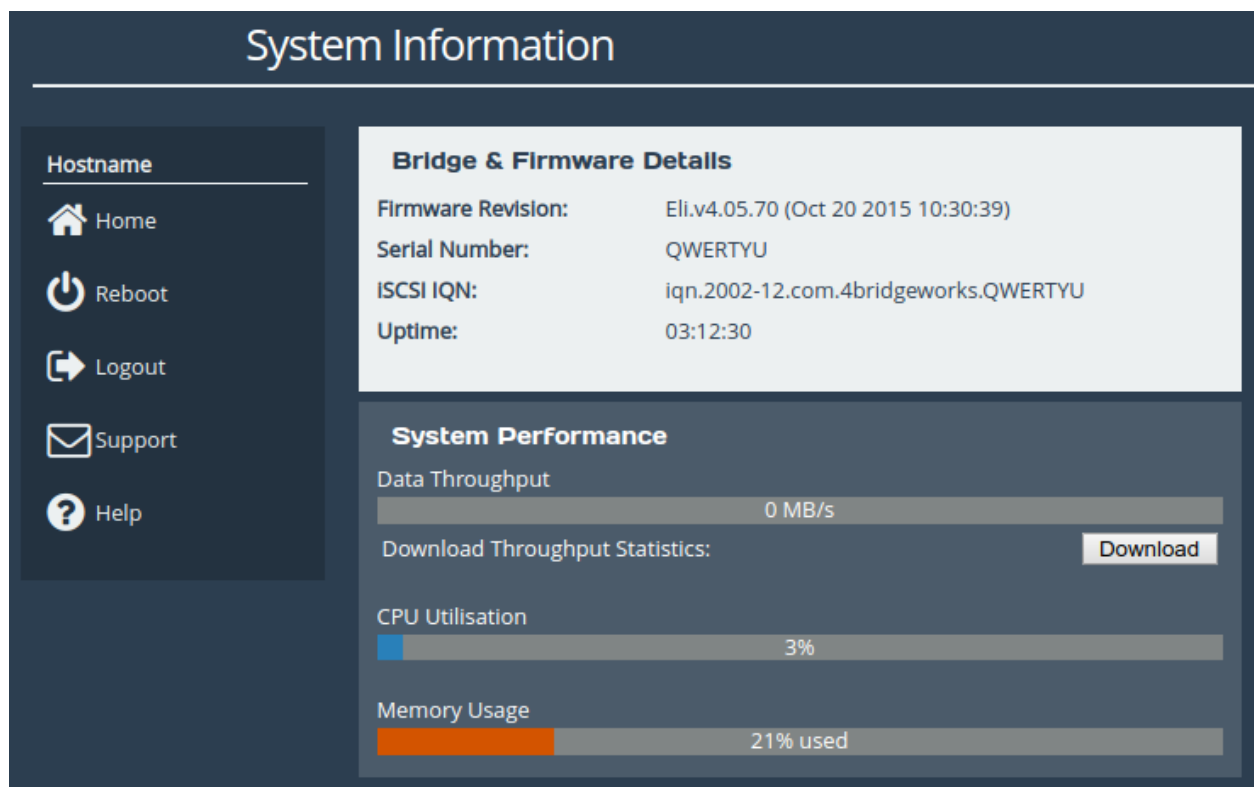 System Information
Hostname
Home
Reboot
Logout
Support
Help
Bridge & Firmware Details
Firmware Revision: Eli.v4.05.70 (Oct 20 2015 10:30:39)
Serial Number: QWERTYU
iSCSI IQN: iqn.2002-12.com.4bridgeworks.QWERTYU
Uptime: 03:12:30
System Performance
Data Throughput
0 MB/s
Download Throughput Statistics: Download
CPU Utilisation
3%
Memory Usage
21% used